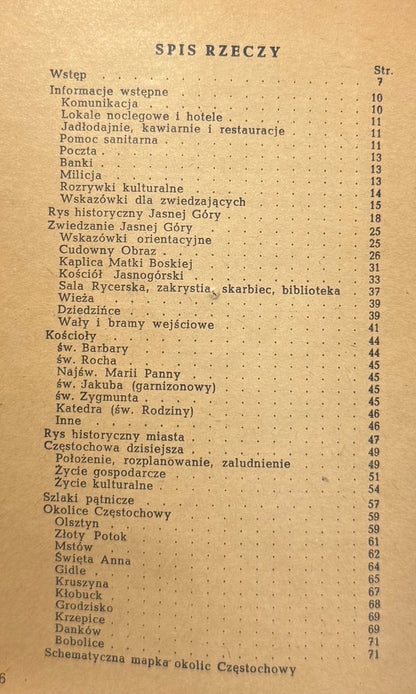 SPIS RZECZY
Str.
Wstęp . . . . . 7
Informacje wstępne . . . . . 10
Komunikacja . . . . . 10
Lokale noclegowe i hotele . . . . . 11
Jadłodajnie, kawiarnie i restauracje . . . . . 11
Pomoc sanitarna . . . . . 11
Poczta . . . . . 13
Banki . . . . . 13
Milicja . . . . . 13
Rozrywki kulturalne . . . . . 14
Wskazówki dla zwiedzających . . . . . 15
Rys historyczny Jasnej Góry . . . . . 18
Zwiedzanie Jasnej Góry . . . . . 25
Wskazówki orientacyjne . . . . . 25
Cudowny Obraz . . . . . 26
Kaplica Matki Boskiej . . . . . 31
Kościół Jasnogórski . . . . . 33
Sala Rycerska, zakrystia, skarbiec, biblioteka . 37
Wieża . . . . . 39
Dziedzińce . . . . . 39
Wały i bramy wejściowe . . . . . 41
Kościoły . . . . . 44
św. Barbary . . . . . 44
św. Rocha . . . . . 45
Najśw. Marii Panny . . . . . 45
św. Jakuba (garnizonowy) . . . . . 45
św. Zygmunta . . . . . 45
Katedra (św. Rodziny) . . . . . 46
Inne . . . . . 46
Rys historyczny miasta . . . . . 47
Częstochowa dzisiejsza . . . . . 49
Położenie, rozplanowanie, zaludnienie . . . . . 49
Życie gospodarcze . . . . . 51
Życie kulturalne . . . . . 54
Szlaki pątnicze . . . . . 57
Okolice Częstochowy . . . . . 59
Olsztyn . . . . . 59
Złoty Potok . . . . . 61
Mstów . . . . . 62
Święta Anna . . . . . 64
Gidle . . . . . 65
Kruszyna . . . . . 67
Kłobuck . . . . . 68
Grodzisko . . . . . 69
Krzepice . . . . . 69
Danków . . . . . 71
Bobolice . . . . . 71
Schematyczna mapka okolic Częstochowy
6